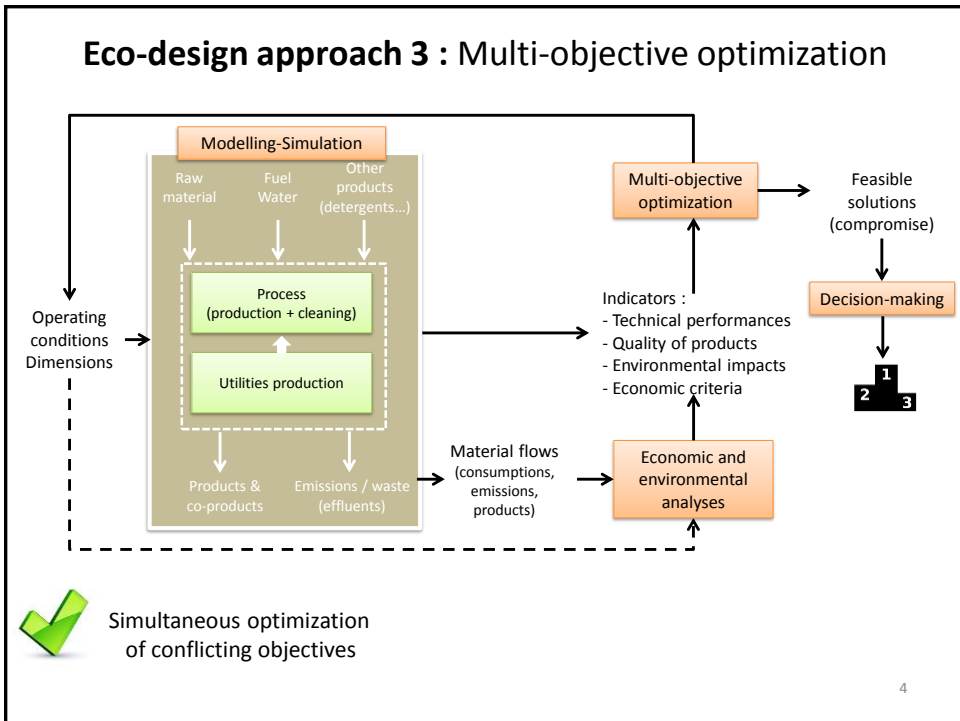 Eco-design approach 3 : Multi-objective optimization
Modelling-Simulation
Raw
material
Fuel
Water
Other
products
(detergents...)
Process
(production + cleaning)
Utilities production
Products &
co-products
Emissions / waste
(effluents)
Operating
conditions
Dimensions
Material flows
(consumptions,
emissions,
products)
Economic and
environmental
analyses
Indicators :
- Technical performances
- Quality of products
- Environmental impacts
- Economic criteria
Multi-objective
optimization
Feasible
solutions
(compromise)
Decision-making
1
2
3
Simultaneous optimization
of conflicting objectives
4